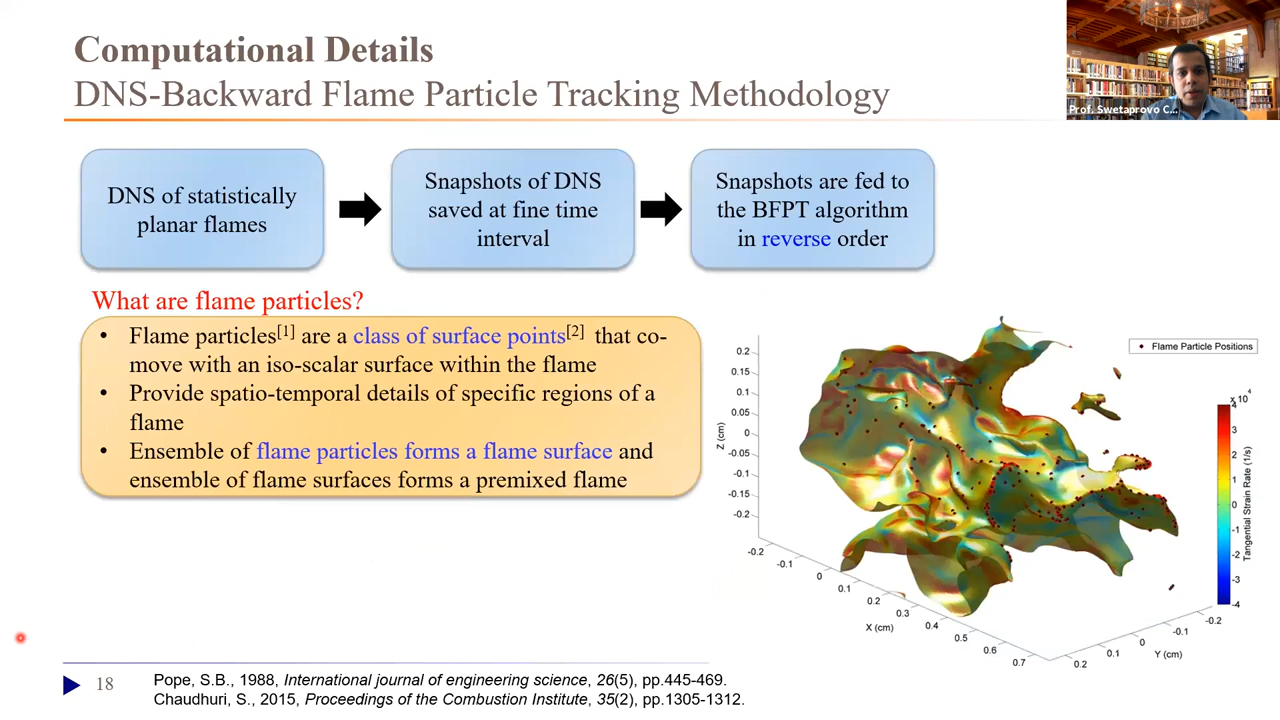 Computational Details
DNS-Backward Flame Particle Tracking Methodology
Prof. Swetaprovo C...
DNS of statistically
planar flames
Snapshots of DNS
saved at fine time
interval
Snapshots are fed to
the BFPT algorithm
in reverse order
What are flame particles?
• Flame particles[1] are a class of surface points[2] that co-
move with an iso-scalar surface within the flame
• Provide spatio-temporal details of specific regions of a
flame
• Ensemble of flame particles forms a flame surface and
ensemble of flame surfaces forms a premixed flame
Flame Particle Positions
0.2
0.15
0.1
0.05
0
-0.05
-0.1
-0.15
-0.2
Z (cm)
-0.2
-0.1
0
0.1
0.2
0.3
0.4
0.5
0.6
0.7
X (cm)
0.2
0.1
0
-0.1
-0.2
Y (cm)
x 10^4
4
3
2
1
0
-1
-2
-3
-4
Tangential Strain Rate (1/s)
18
Pope, S.B., 1988, International journal of engineering science, 26(5), pp.445-469.
Chaudhuri, S., 2015, Proceedings of the Combustion Institute, 35(2), pp.1305-1312.